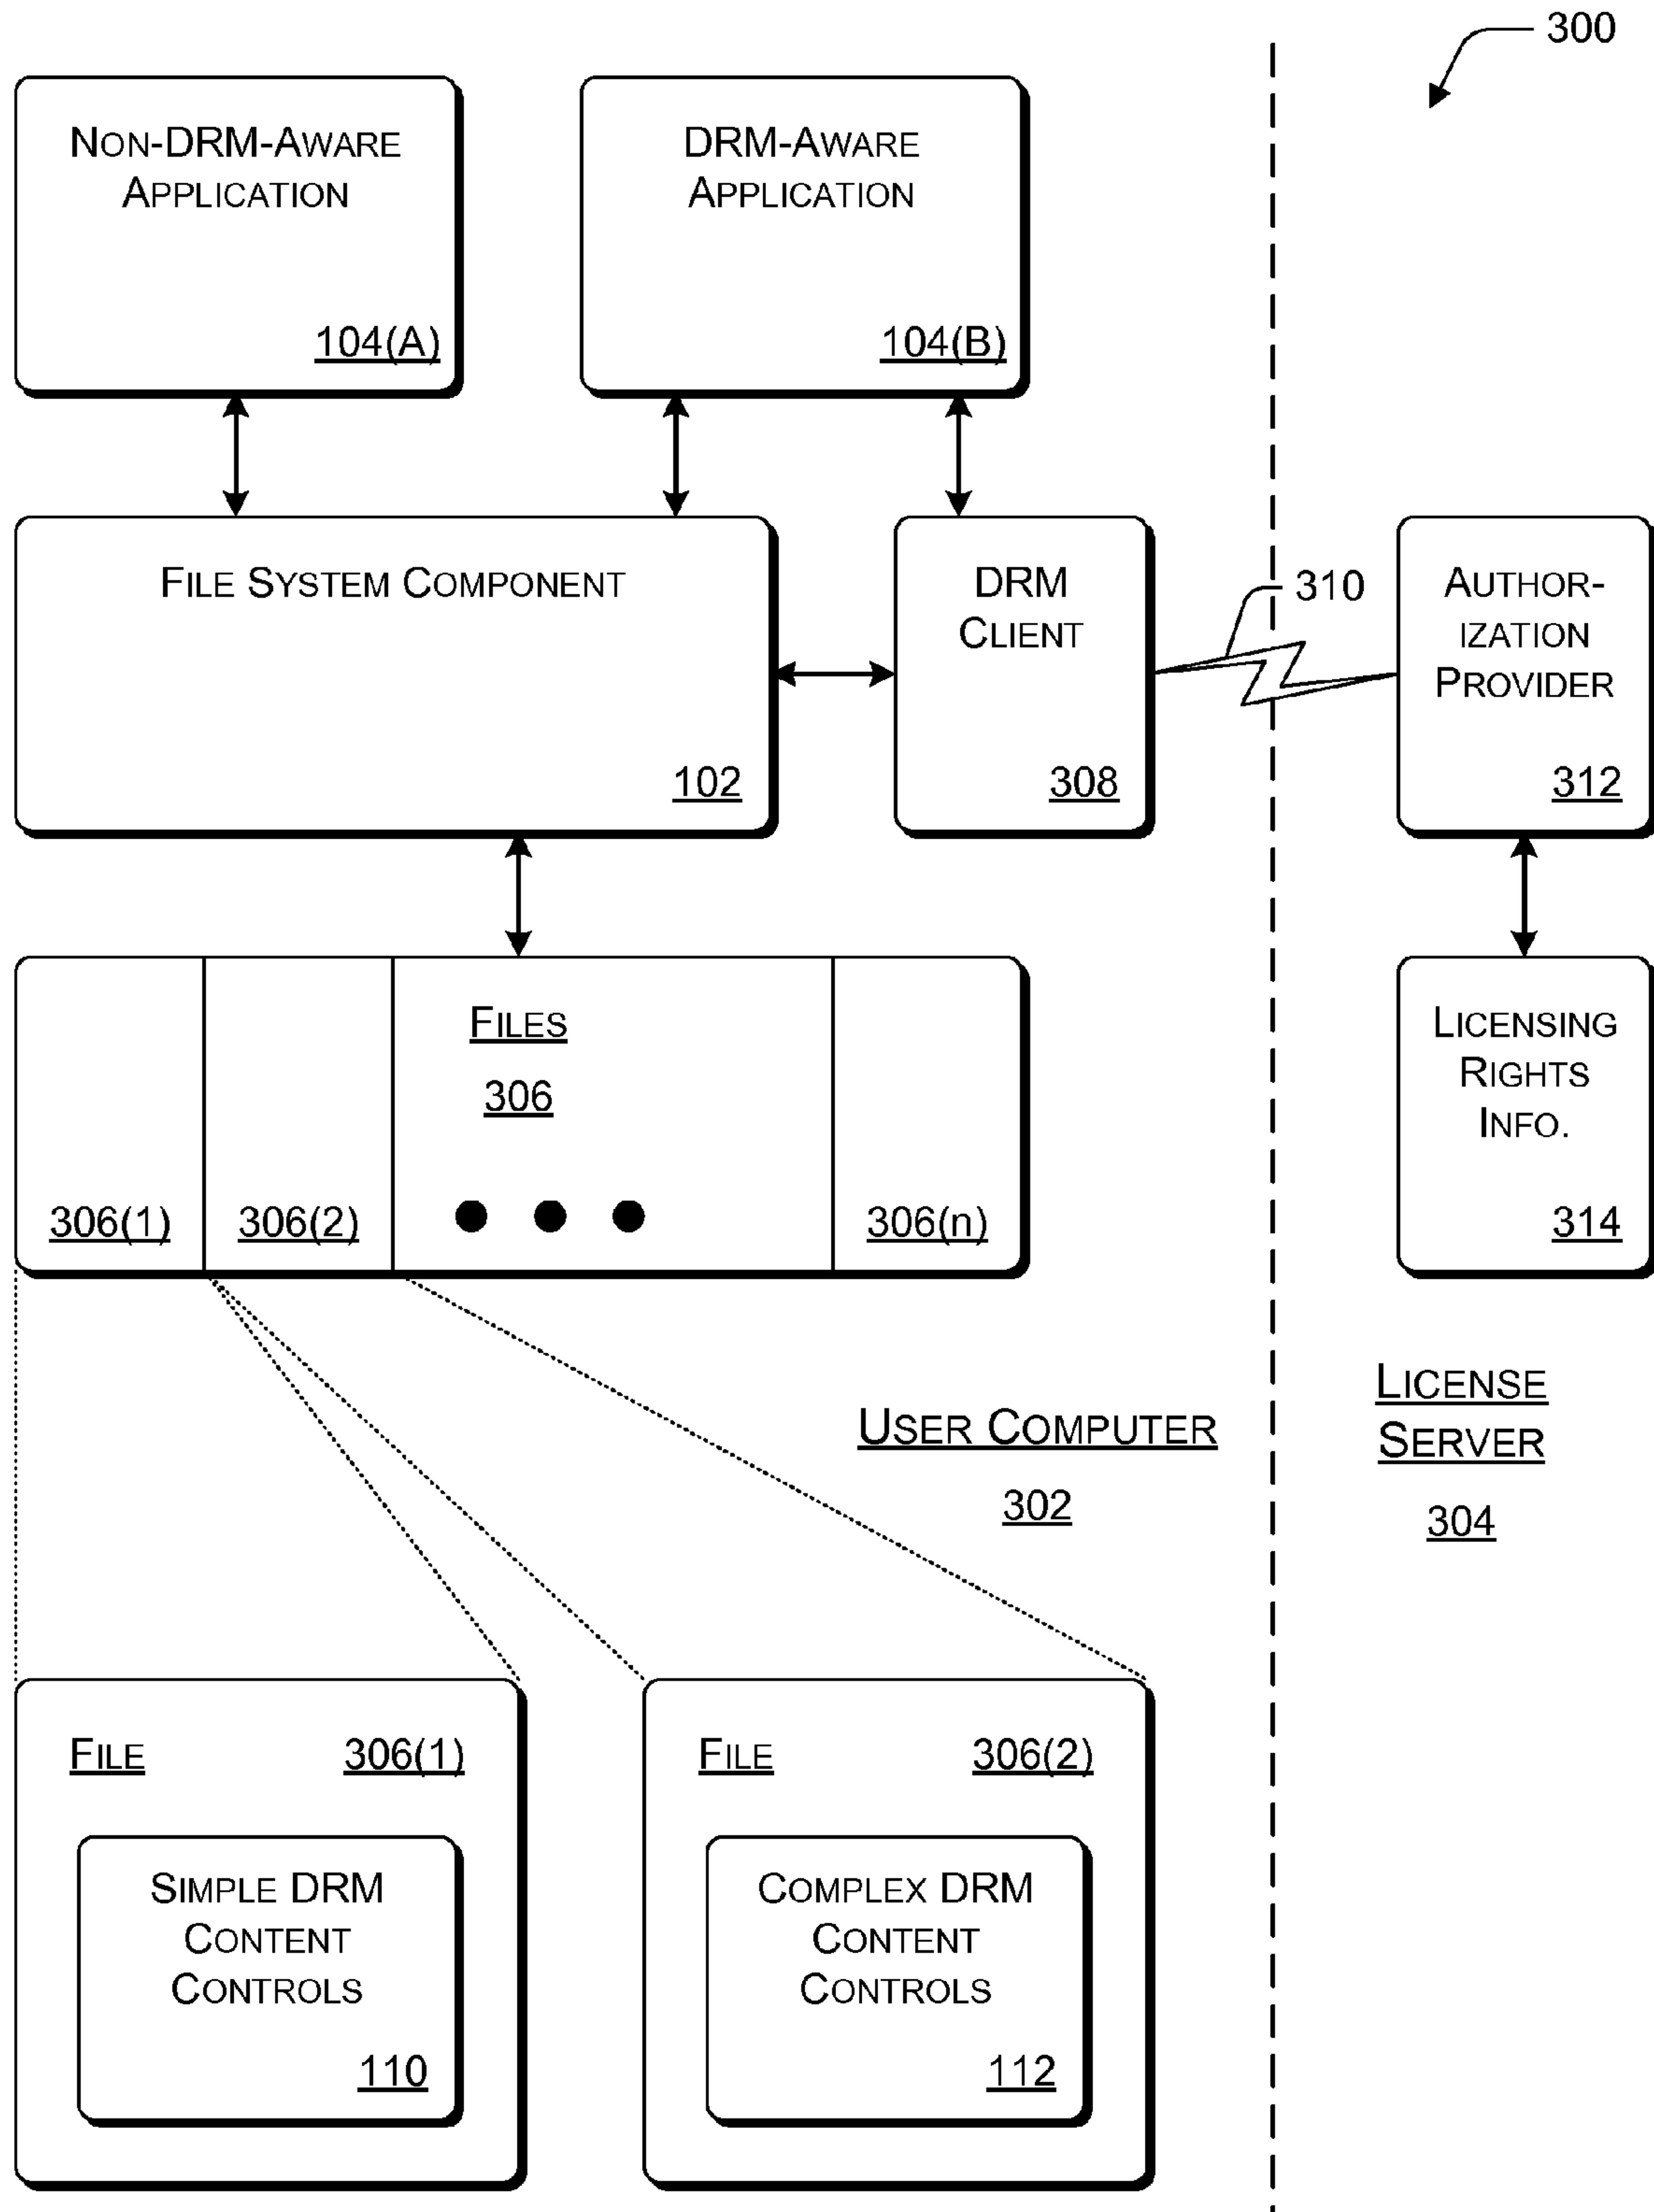 300
NON-DRM-AWARE
APPLICATION
104(A)
DRM-AWARE
APPLICATION
104(B)
FILE SYSTEM COMPONENT
102
DRM
CLIENT
308
310
AUTHOR-
IZATION
PROVIDER
312
FILES
306
306(1)
306(2)
306(n)
LICENSING
RIGHTS
INFO.
314
USER COMPUTER
302
LICENSE
SERVER
304
FILE 306(1)
SIMPLE DRM
CONTENT
CONTROLS
110
FILE 306(2)
COMPLEX DRM
CONTENT
CONTROLS
112